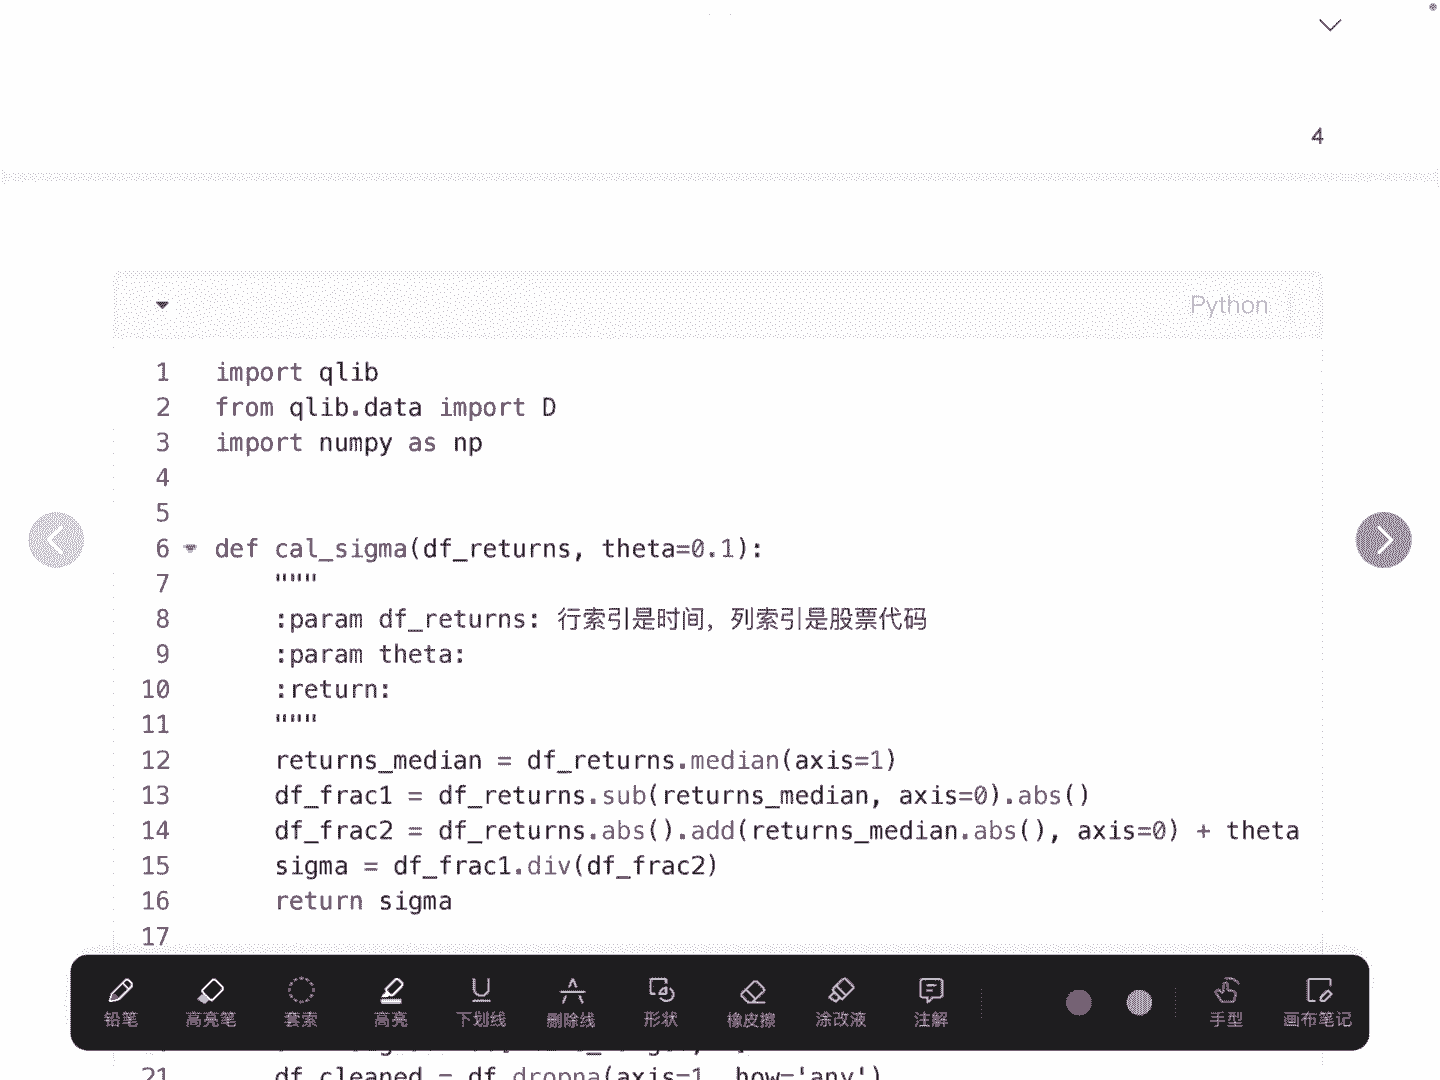 4
Python
1 import qlib
2 from qlib.data import D
3 import numpy as np
4
5
6 def cal_sigma(df_returns, theta=0.1):
7     """
8     :param df_returns: 行索引是时间，列索引是股票代码
9     :param theta:
10     :return:
11     """
12     returns_median = df_returns.median(axis=1)
13     df_frac1 = df_returns.sub(returns_median, axis=0).abs()
14     df_frac2 = df_returns.abs().add(returns_median.abs(), axis=0) + theta
15     sigma = df_frac1.div(df_frac2)
16     return sigma
17
铅笔 高亮笔 套索 高亮 下划线 删除线 形状 橡皮擦 涂改液 注解 手型 画布笔记
21     df_cleaned = df.dropna(axis=1, how='any')